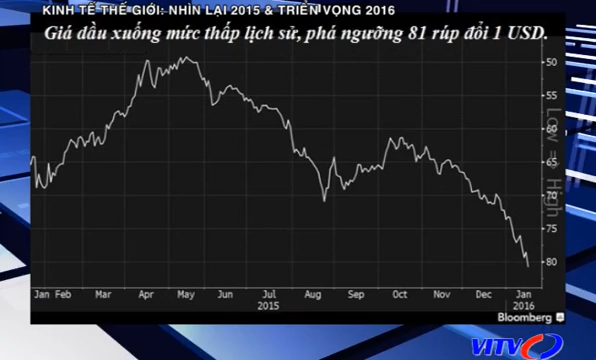 KINH TẾ THẾ GIỚI: NHÌN LẠI 2015 & TRIỂN VỌNG 2016
Giá dầu xuống mức thấp lịch sử, phá ngưỡng 81 rúp đổi 1 USD.
50
55
60
65
70
75
80
Low => High
Jan Feb Mar Apr May Jun Jul Aug Sep Oct Nov Dec Jan
2015 2016
Bloomberg
VITV